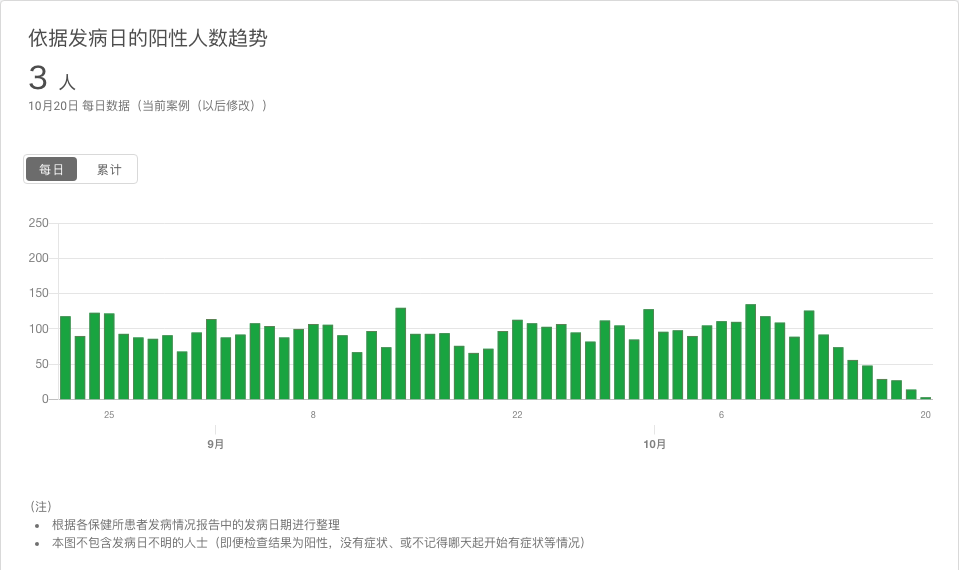 依据发病日的阳性人数趋势
3 人
10月20日 每日数据（当前案例（以后修改））
每日 累计
250
200
150
100
50
0
25 8 22 6 20
9月 10月
（注）
• 根据各保健所患者发病情况报告中的发病日期进行整理
• 本图不包含发病日不明的人士（即便检查结果为阳性，没有症状、或不记得哪天起开始有症状等情况）